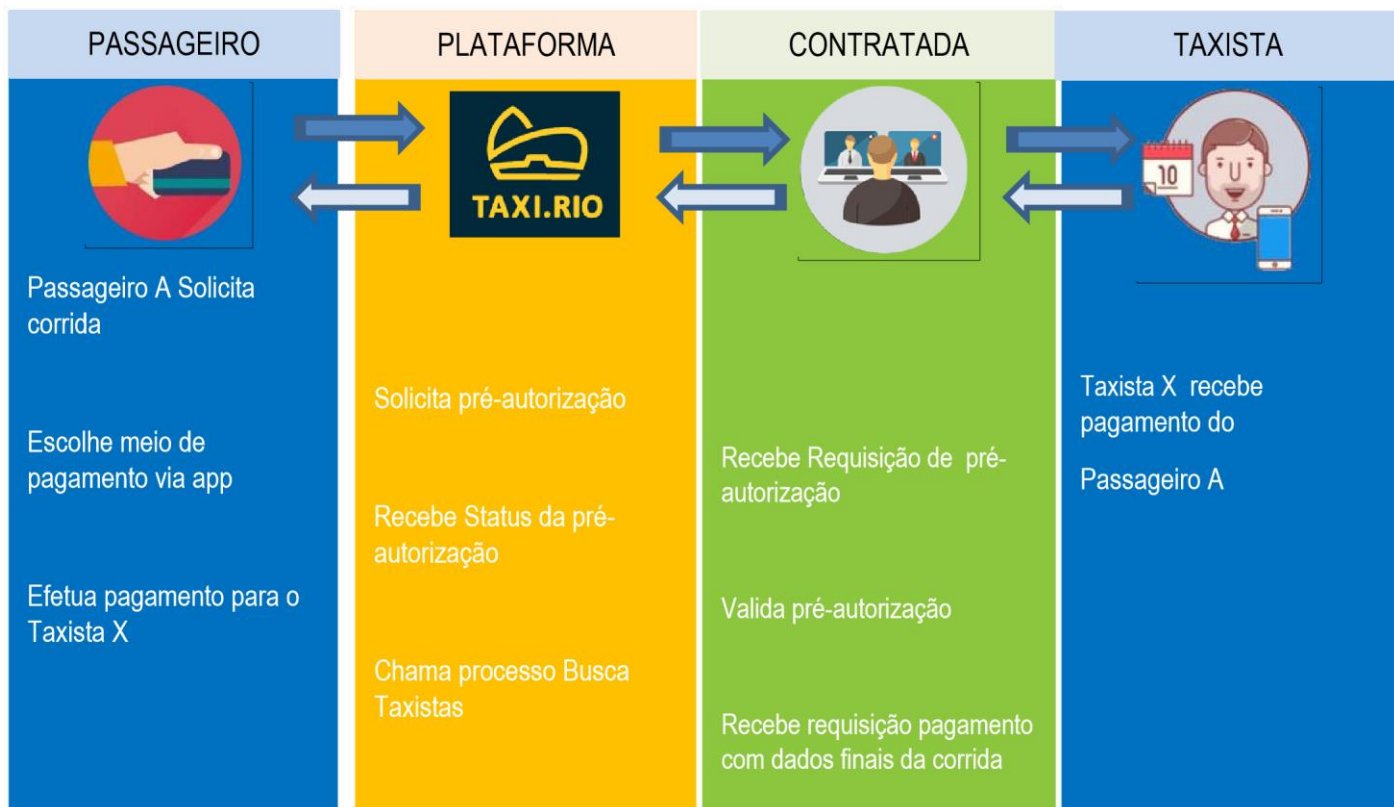 PASSAGEIRO
PLATAFORMA
CONTRATADA
TAXISTA
TAXI.RIO
10
Passageiro A Solicita
corrida
Escolhe meio de
pagamento via app
Efetua pagamento para o
Taxista X
Solicita pré-autorização
Recebe Status da pré-
autorização
Chama processo Busca
Taxistas
Recebe Requisição de pré-
autorização
Valida pré-autorização
Recebe requisição pagamento
com dados finais da corrida
Taxista X recebe
pagamento do
Passageiro A